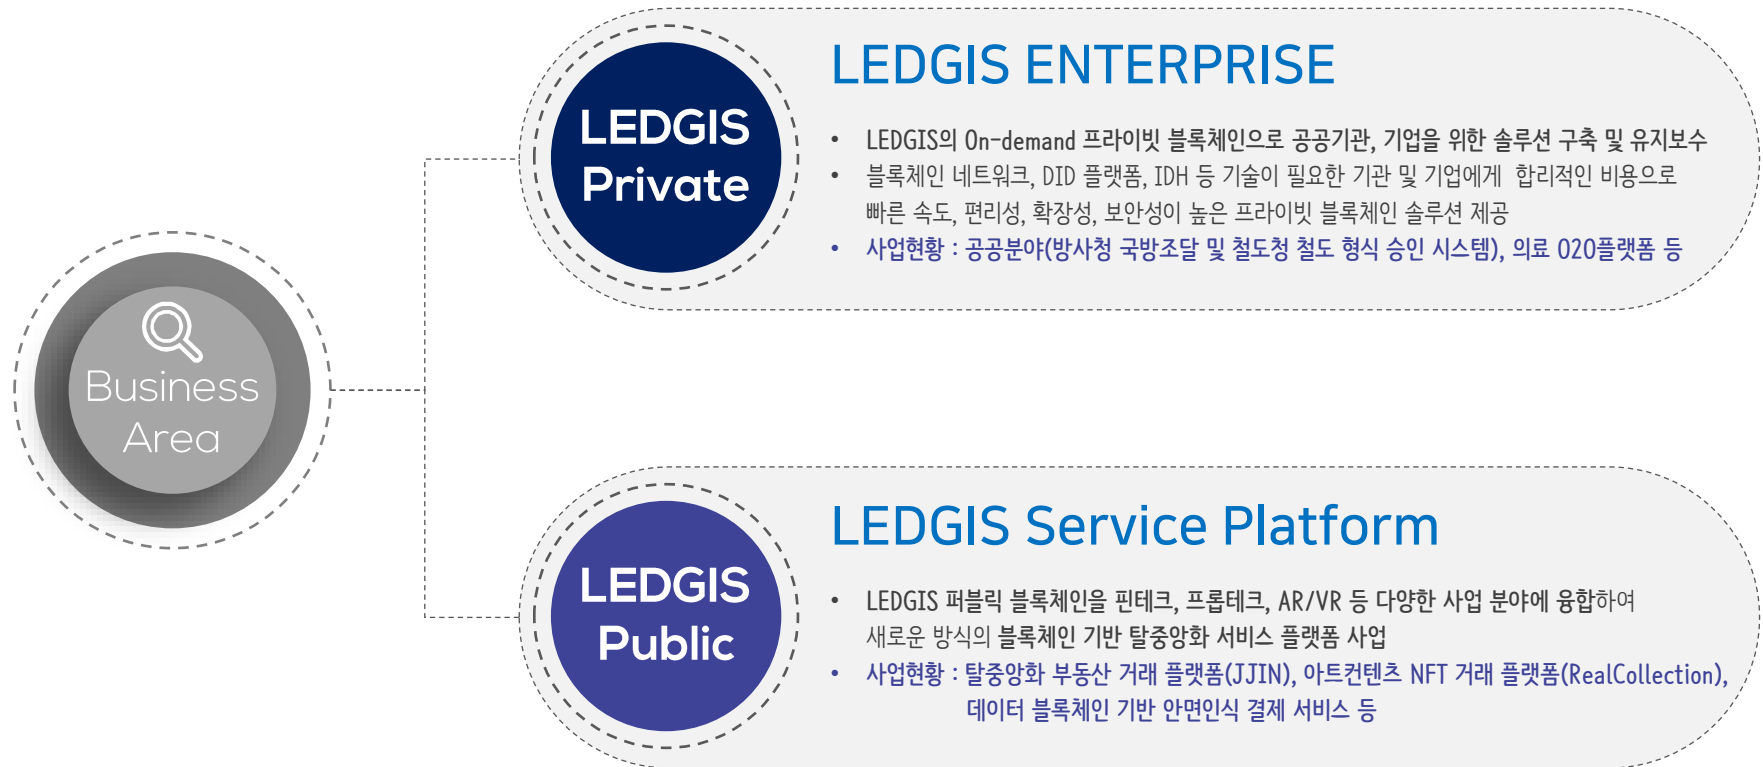 Business
Area
LEDGIS
Private
LEDGIS ENTERPRISE
• LEDGIS의 On-demand 프라이빗 블록체인으로 공공기관, 기업을 위한 솔루션 구축 및 유지보수
• 블록체인 네트워크, DID 플랫폼, IDH 등 기술이 필요한 기관 및 기업에게 합리적인 비용으로
빠른 속도, 편리성, 확장성, 보안성이 높은 프라이빗 블록체인 솔루션 제공
• 사업현황 : 공공분야(방사청 국방조달 및 철도청 철도 형식 승인 시스템), 의료 O2O플랫폼 등
LEDGIS
Public
LEDGIS Service Platform
• LEDGIS 퍼블릭 블록체인을 핀테크, 프롭테크, AR/VR 등 다양한 사업 분야에 융합하여
새로운 방식의 블록체인 기반 탈중앙화 서비스 플랫폼 사업
• 사업현황 : 탈중앙화 부동산 거래 플랫폼(JJIN), 아트컨텐츠 NFT 거래 플랫폼(RealCollection),
데이터 블록체인 기반 안면인식 결제 서비스 등